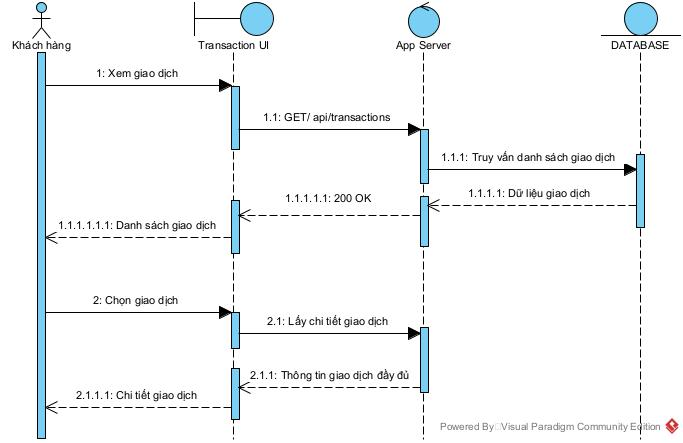 Khách hàng
Transaction UI
App Server
DATABASE
1: Xem giao dịch
1.1: GET/ api/transactions
1.1.1: Truy vấn danh sách giao dịch
1.1.1.1: Dữ liệu giao dịch
1.1.1.1.1: 200 OK
1.1.1.1.1.1: Danh sách giao dịch
2: Chọn giao dịch
2.1: Lấy chi tiết giao dịch
2.1.1: Thông tin giao dịch đầy đủ
2.1.1.1: Chi tiết giao dịch
Powered By Visual Paradigm Community Edition